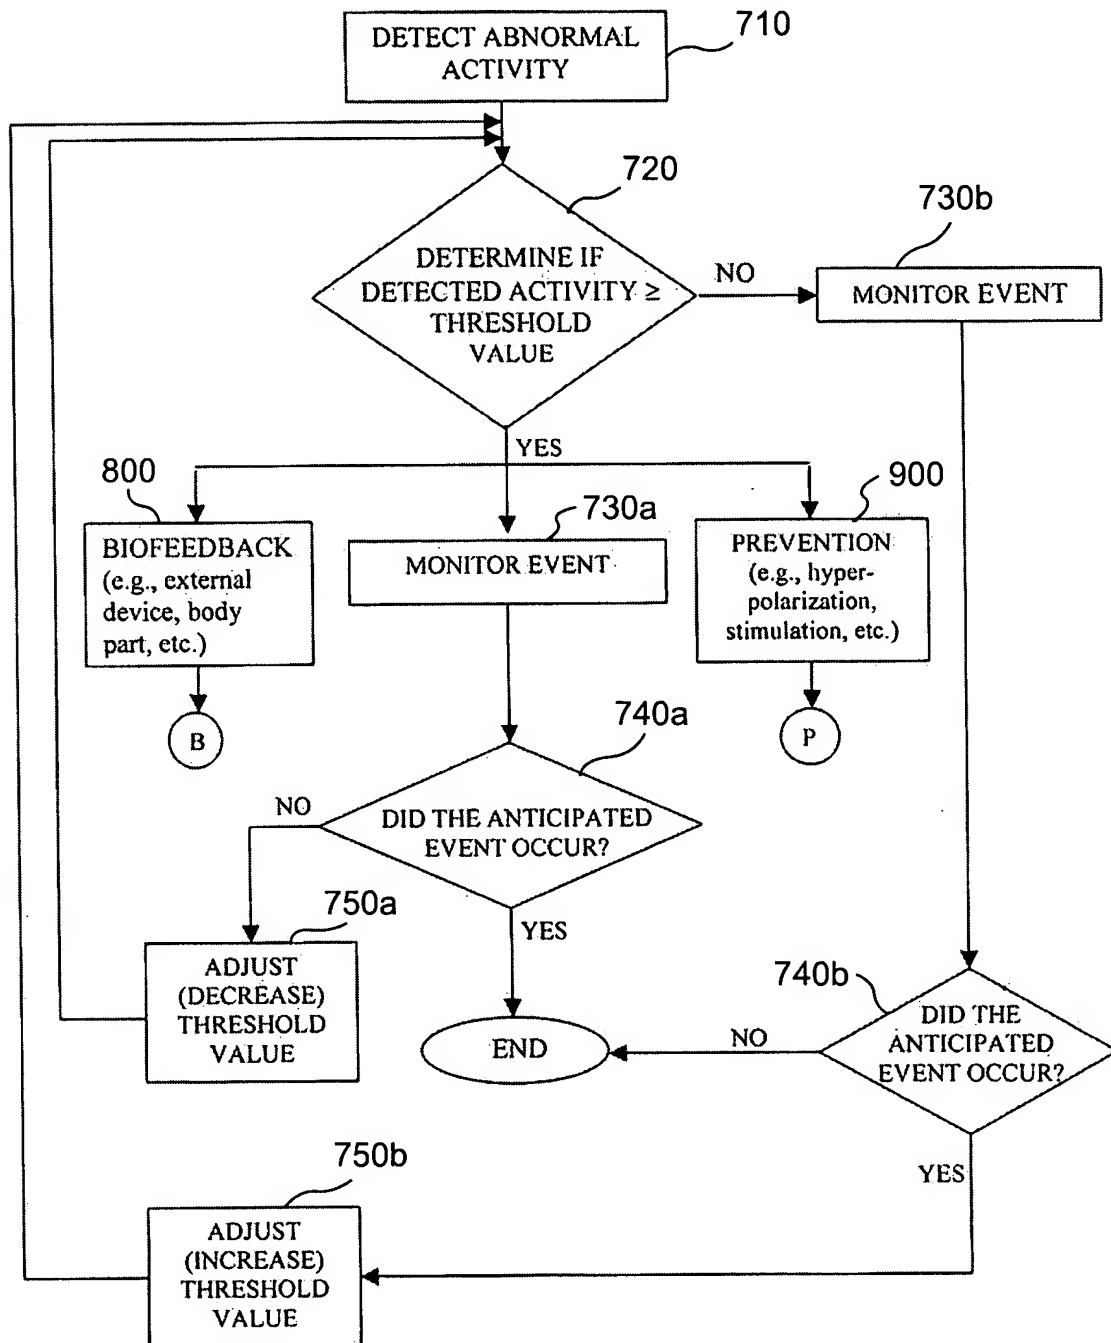 DETECT ABNORMAL
ACTIVITY
710
720
DETERMINE IF
DETECTED ACTIVITY ≥
THRESHOLD
VALUE
NO
730b
MONITOR EVENT
YES
800
BIOFEEDBACK
(e.g., external
device, body
part, etc.)
B
730a
MONITOR EVENT
900
PREVENTION
(e.g., hyper-
polarization,
stimulation, etc.)
P
740a
DID THE ANTICIPATED
EVENT OCCUR?
NO
YES
750a
ADJUST
(DECREASE)
THRESHOLD
VALUE
END
740b
DID THE
ANTICIPATED
EVENT OCCUR?
NO
YES
750b
ADJUST
(INCREASE)
THRESHOLD
VALUE